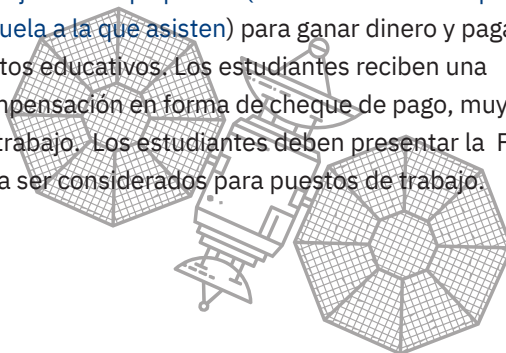 uela a la que asisten) para ganar dinero y paga
tos educativos. Los estudiantes reciben una
mpensación en forma de cheque de pago, muy
trabajo. Los estudiantes deben presentar la F
a ser considerados para puestos de trabajo.